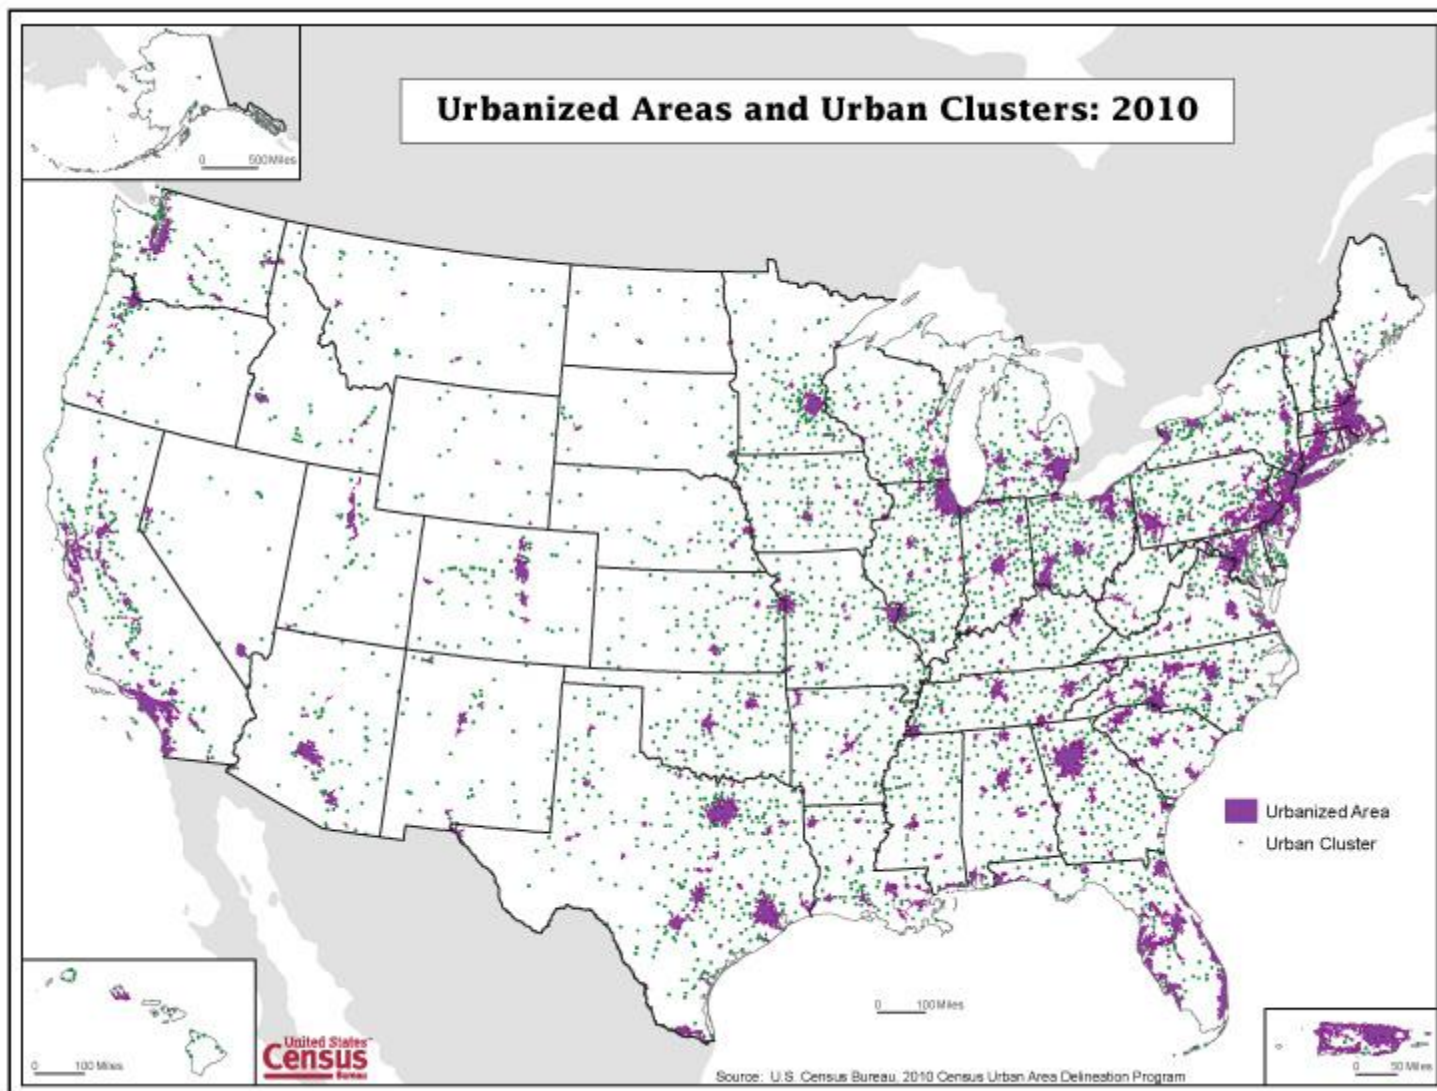 Urbanized Areas and Urban Clusters: 2010
0 500 Miles
Urbanized Area
Urban Cluster
0 100 Miles
0 100 Miles
United States™
Census
Bureau
0 50 Miles
Source: U.S. Census Bureau, 2010 Census Urban Area Delineation Program